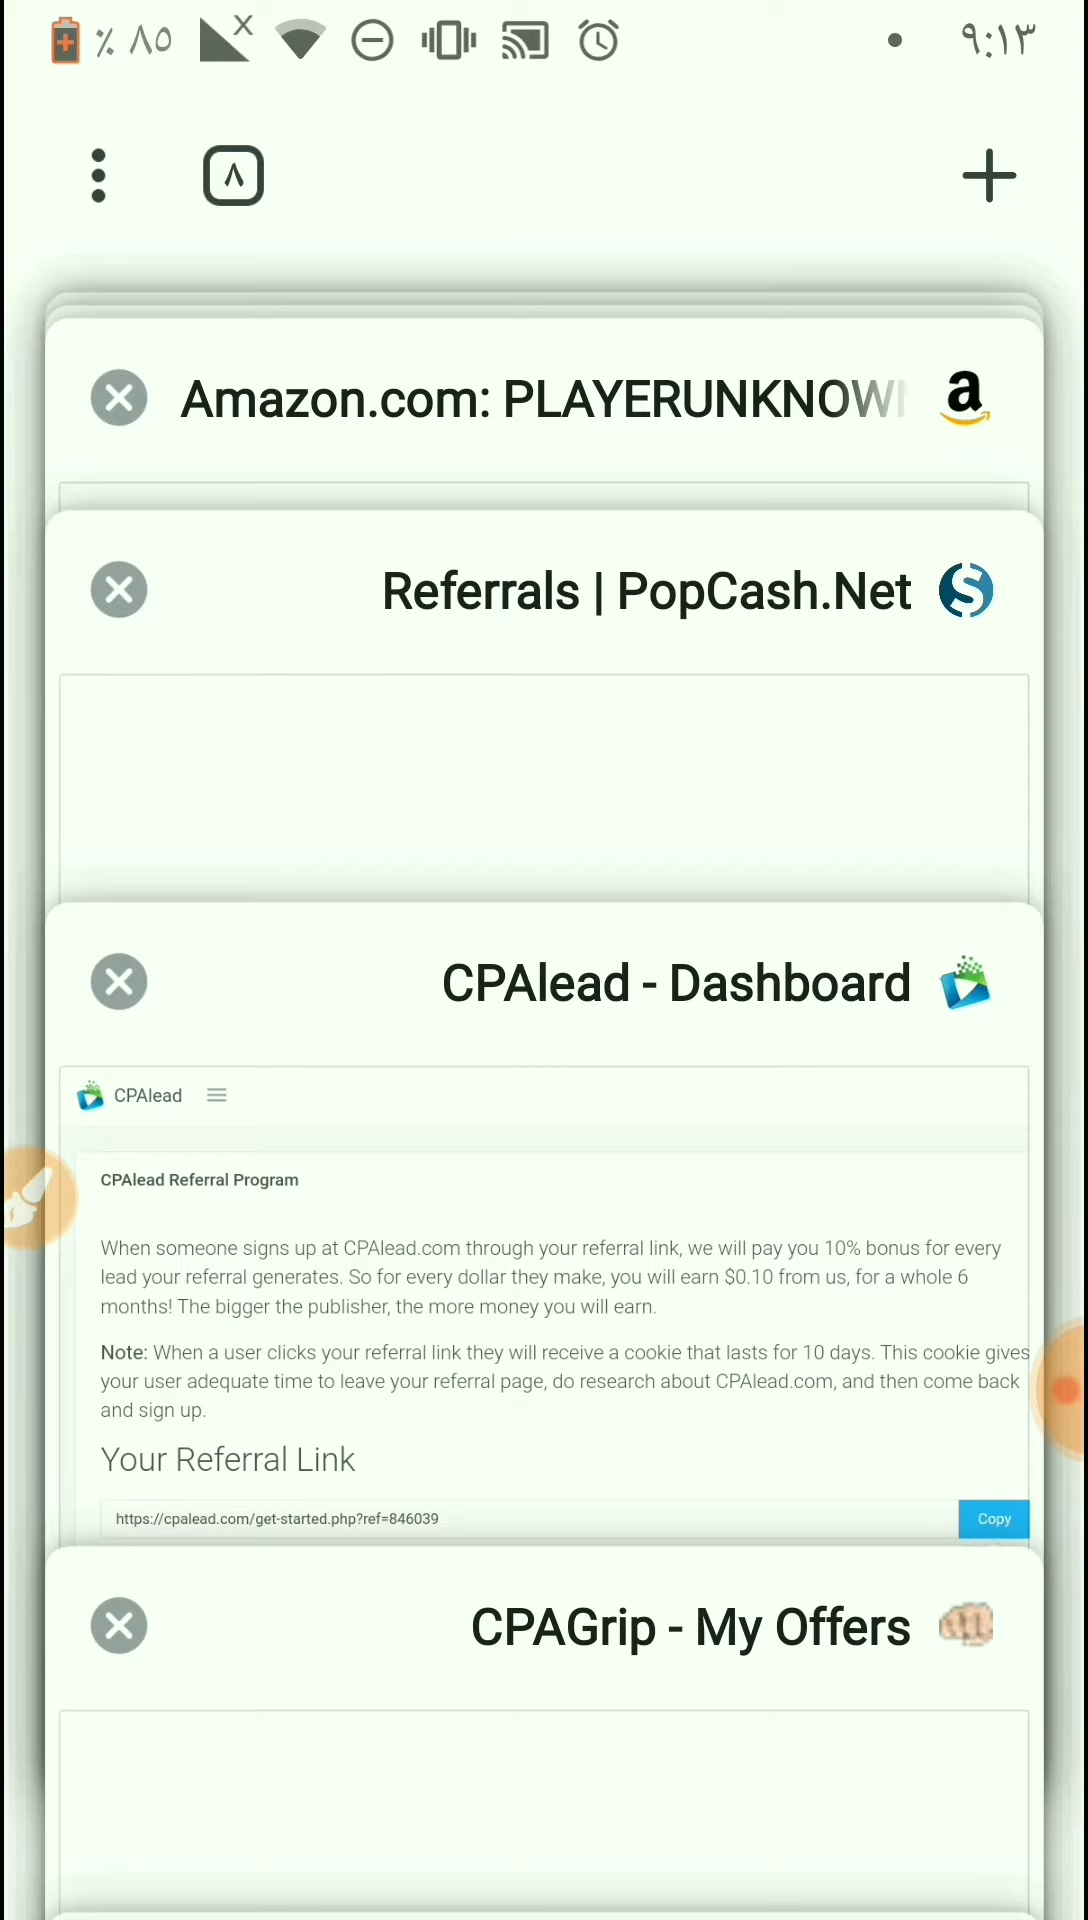 ٪ ٨٥
٩:١٣
٨
Amazon.com: PLAYERUNKNOW
a
Referrals | PopCash.Net
CPAlead - Dashboard
CPAlead
CPAlead Referral Program
When someone signs up at CPAlead.com through your referral link, we will pay you 10% bonus for every
lead your referral generates. So for every dollar they make, you will earn $0.10 from us, for a whole 6
months! The bigger the publisher, the more money you will earn.
Note: When a user clicks your referral link they will receive a cookie that lasts for 10 days. This cookie gives
your user adequate time to leave your referral page, do research about CPAlead.com, and then come back
and sign up.
Your Referral Link
https://cpalead.com/get-started.php?ref=846039
Copy
CPAGrip - My Offers